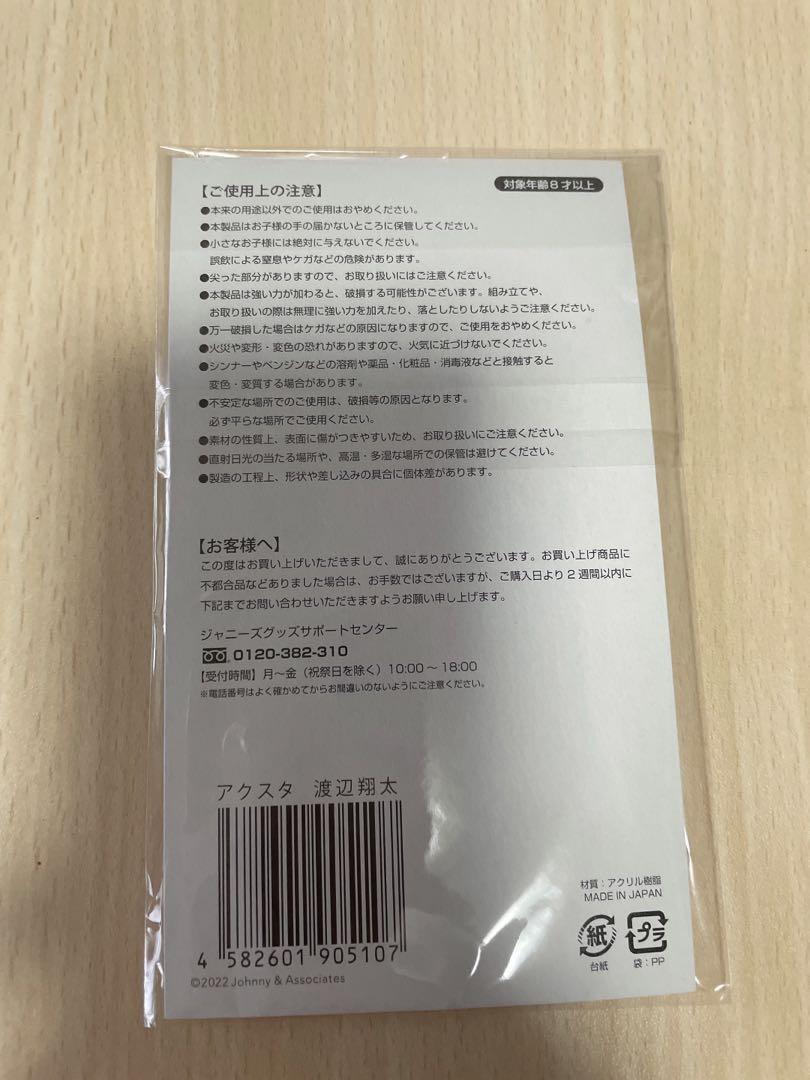 【ご使用上の注意】
対象年齢8才以上
●本来の用途以外でのご使用はおやめください。
●本製品はお子様の手の届かないところに保管してください。
●小さなお子様には絶対に与えないでください。
誤飲による窒息やケガなどの危険があります。
●尖った部分がありますので、お取り扱いにはご注意ください。
●本製品は強い力が加わると、破損する可能性がございます。組み立てや、
お取り扱いの際は無理に強い力を加えたり、落としたりしないようご注意ください。
●万一破損した場合はケガなどの原因になりますので、ご使用をおやめください。
●火災や変形・変色の恐れがありますので、火気に近づけないでください。
●シンナーやベンジンなどの溶剤や薬品・化粧品・消毒液などと接触すると
変色・変質する場合があります。
●不安定な場所でのご使用は、破損等の原因となります。
必ず平らな場所でご使用ください。
●素材の性質上、表面に傷がつきやすいため、お取り扱いにご注意ください。
●直射日光の当たる場所や、高温・多湿な場所での保管は避けてください。
●製造の工程上、形状や差し込みの具合に個体差があります。
【お客様へ】
この度はお買い上げいただきまして、誠にありがとうございます。お買い上げ商品に
不都合品などありました場合は、お手数ではございますが、ご購入日より2週間以内に
下記までお問い合わせいただきますようお願い申し上げます。
ジャニーズグッズサポートセンター
0120-382-310
【受付時間】月～金（祝祭日を除く）10:00～18:00
※電話番号はよく確かめてからお間違いのないようにご注意ください。
アクスタ 渡辺翔太
4 582601 905107
©2022 Johnny & Associates
材質：アクリル樹脂
MADE IN JAPAN
紙
台紙
プラ
袋：PP